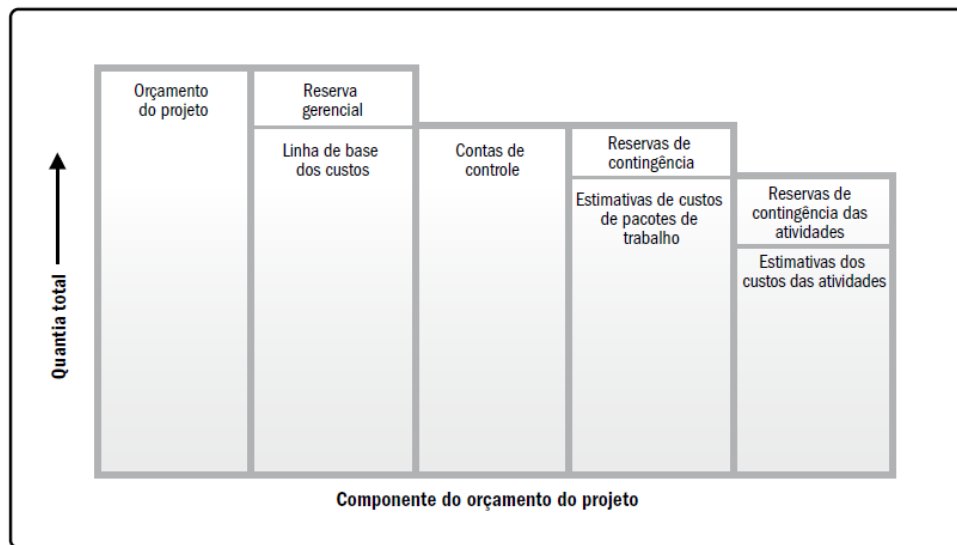 Orçamento
do projeto
Reserva
gerencial
Linha de base
dos custos
Contas de
controle
Reservas de
contingência
Estimativas de custos
de pacotes de
trabalho
Reservas de
contingência das
atividades
Estimativas dos
custos das atividades
Quantia total
Componente do orçamento do projeto